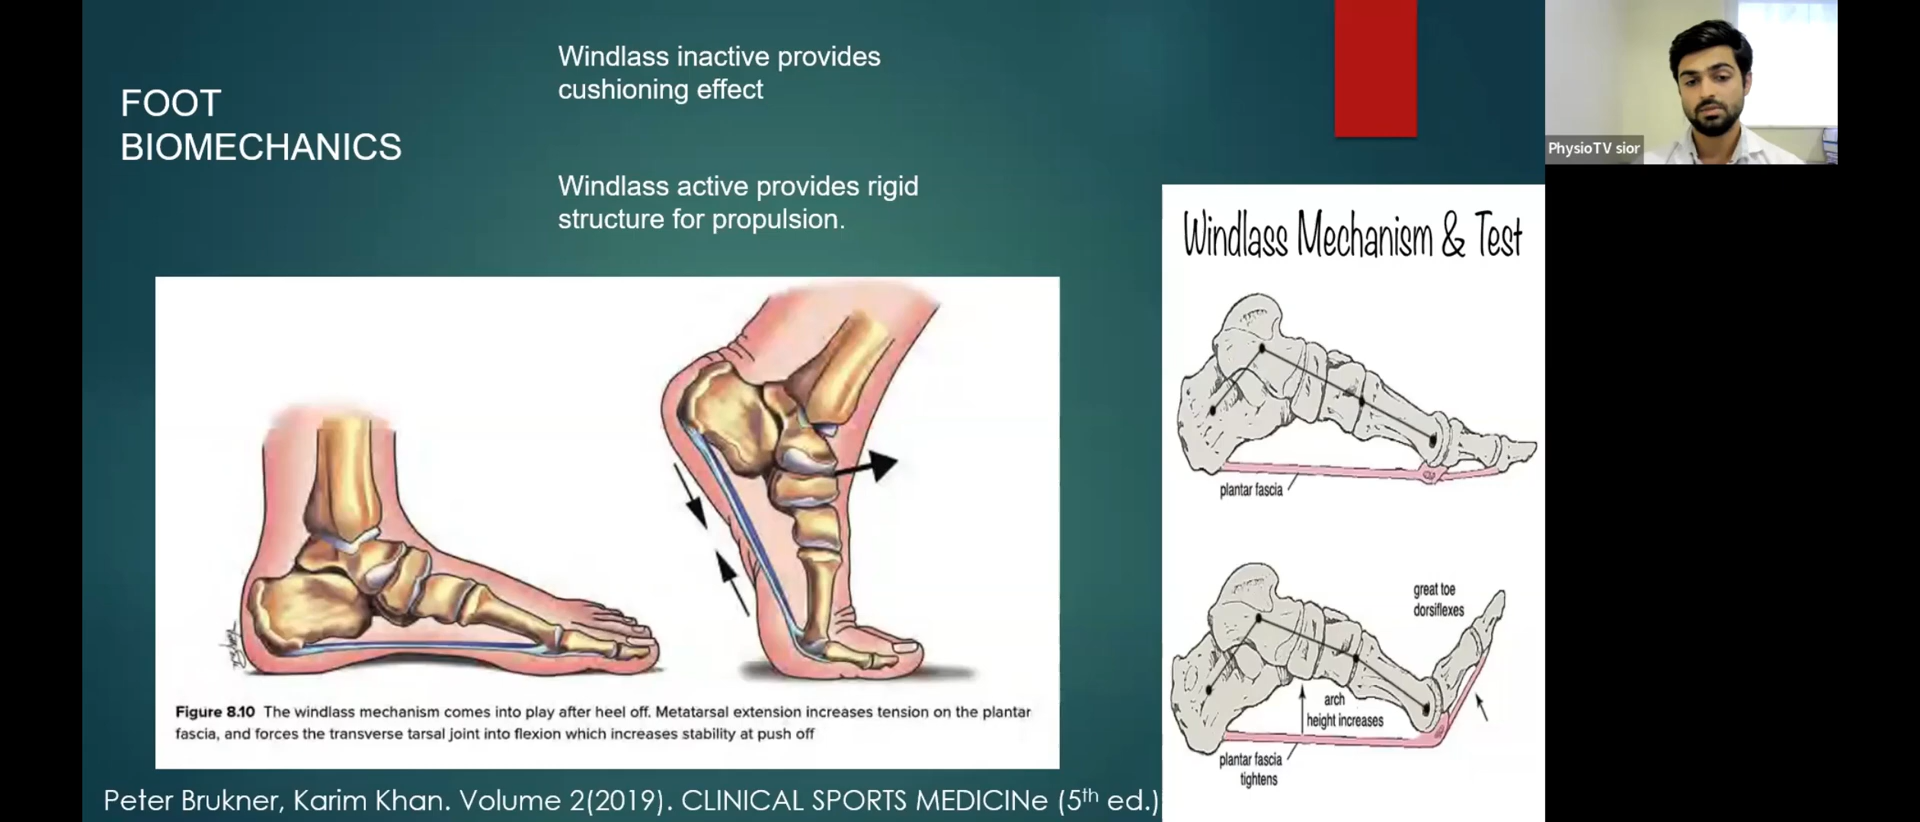 FOOT
BIOMECHANICS
Windlass inactive provides
cushioning effect
Windlass active provides rigid
structure for propulsion.
PhysioTV sior
Windlass Mechanism & Test
plantar fascia
great toe
dorsiflexes
arch
height increases
plantar fascia
tightens
Figure 8.10 The windlass mechanism comes into play after heel off. Metatarsal extension increases tension on the plantar
fascia, and forces the transverse tarsal joint into flexion which increases stability at push off
Peter Brukner, Karim Khan. Volume 2(2019). CLINICAL SPORTS MEDICINe (5th ed.)